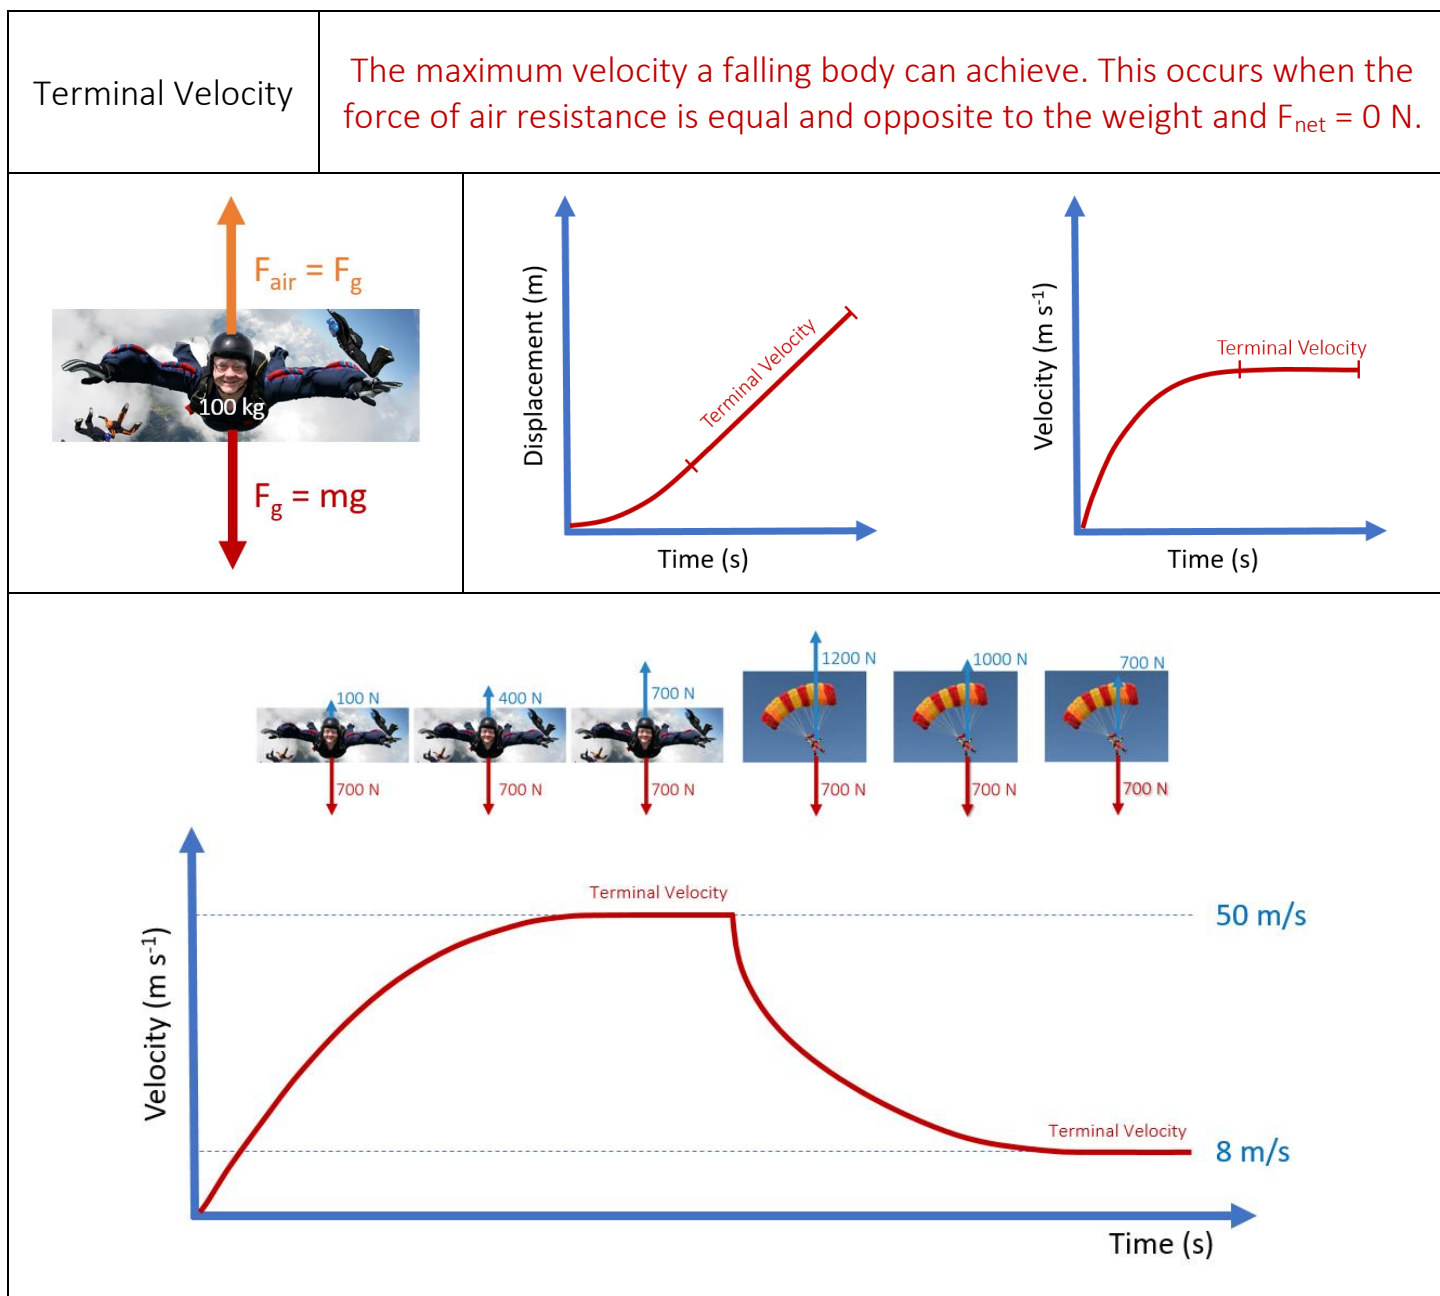 Terminal Velocity
The maximum velocity a falling body can achieve. This occurs when the
force of air resistance is equal and opposite to the weight and Fnet = 0 N.
Fair = Fg
100 kg
Fg = mg
Displacement (m)
Terminal Velocity
Time (s)
Velocity (m s-1)
Terminal Velocity
Time (s)
100 N
400 N
700 N
1200 N
1000 N
700 N
700 N
700 N
700 N
700 N
700 N
700 N
Velocity (m s-1)
Terminal Velocity
50 m/s
Terminal Velocity
8 m/s
Time (s)